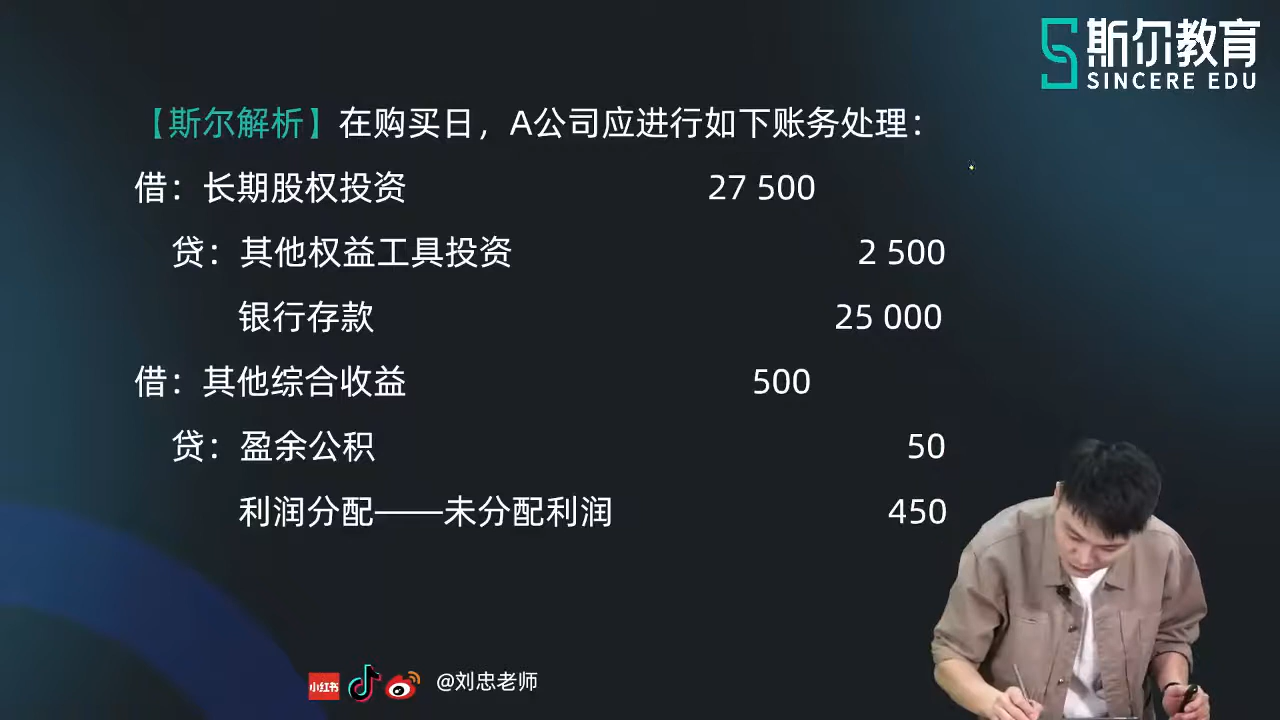 斯尔教育
SINCERE EDU
【斯尔解析】在购买日，A公司应进行如下账务处理：
借：长期股权投资 27 500
贷：其他权益工具投资 2 500
银行存款 25 000
借：其他综合收益 500
贷：盈余公积 50
利润分配——未分配利润 450
小红书 @刘忠老师